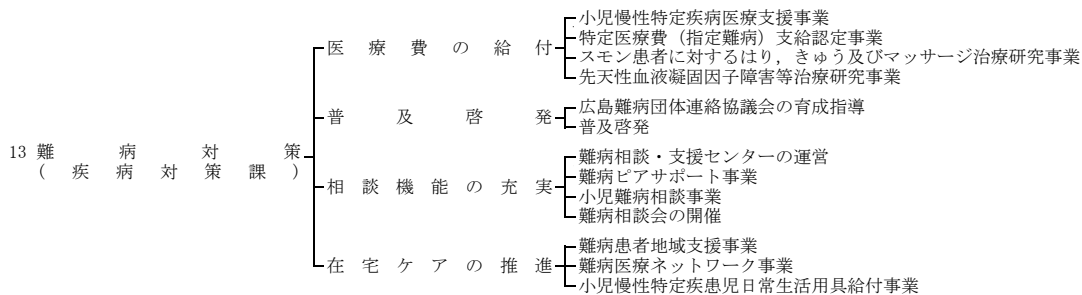 13 難病対策
(疾病対策課)
医療費の給付
小児慢性特定疾病医療支援事業
特定医療費（指定難病）支給認定事業
スモン患者に対するはり，きゅう及びマッサージ治療研究事業
先天性血液凝固因子障害等治療研究事業
普及啓発
広島難病団体連絡協議会の育成指導
普及啓発
相談機能の充実
難病相談・支援センターの運営
難病ピアサポート事業
小児難病相談事業
難病相談会の開催
在宅ケアの推進
難病患者地域支援事業
難病医療ネットワーク事業
小児慢性特定疾患児日常生活用具給付事業